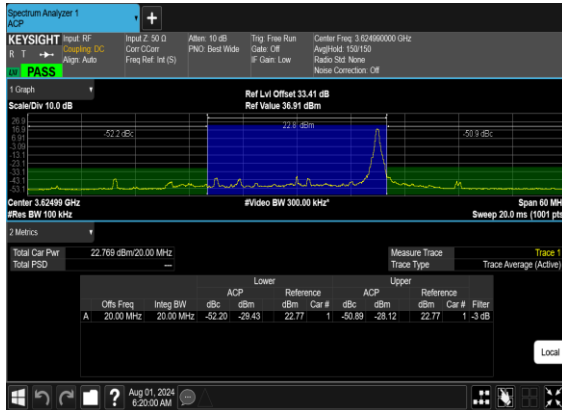 Spectrum Analyzer 1
ACP
+
KEYSIGHT Input: RF Input Z: 50 Ω Atten: 10 dB Trig: Free Run Center Freq: 3.624990000 GHz
R T Coupling: DC Corr CCorr PNO: Best Wide Gate: Off Avg|Hold: 150/150
Align: Auto Freq Ref: Int (S) IF Gain: Low Radio Std: None
LU PASS Noise Correction: Off
1 Graph Ref Lvl Offset 33.41 dB
Scale/Div 10.0 dB Ref Value 36.91 dBm
26.9
16.9
6.91
-3.09
-13.1
-23.1
-33.1
-43.1
-53.1
-52.2 dBc 22.8 dBm -50.9 dBc
Center 3.62499 GHz #Video BW 300.00 kHz* Span 60 MH
#Res BW 100 kHz Sweep 20.0 ms (1001 pts
2 Metrics
Total Car Pwr 22.769 dBm/20.00 MHz Measure Trace Trace 1
Total PSD --- Trace Type Trace Average (Active)
Lower Upper
ACP Reference ACP Reference
Offs Freq Integ BW dBc dBm dBm Car # dBc dBm dBm Car # Filter
A 20.00 MHz 20.00 MHz -52.20 -29.43 22.77 1 -50.89 -28.12 22.77 1 -3 dB
Local
? Aug 01, 2024
6:20:00 AM